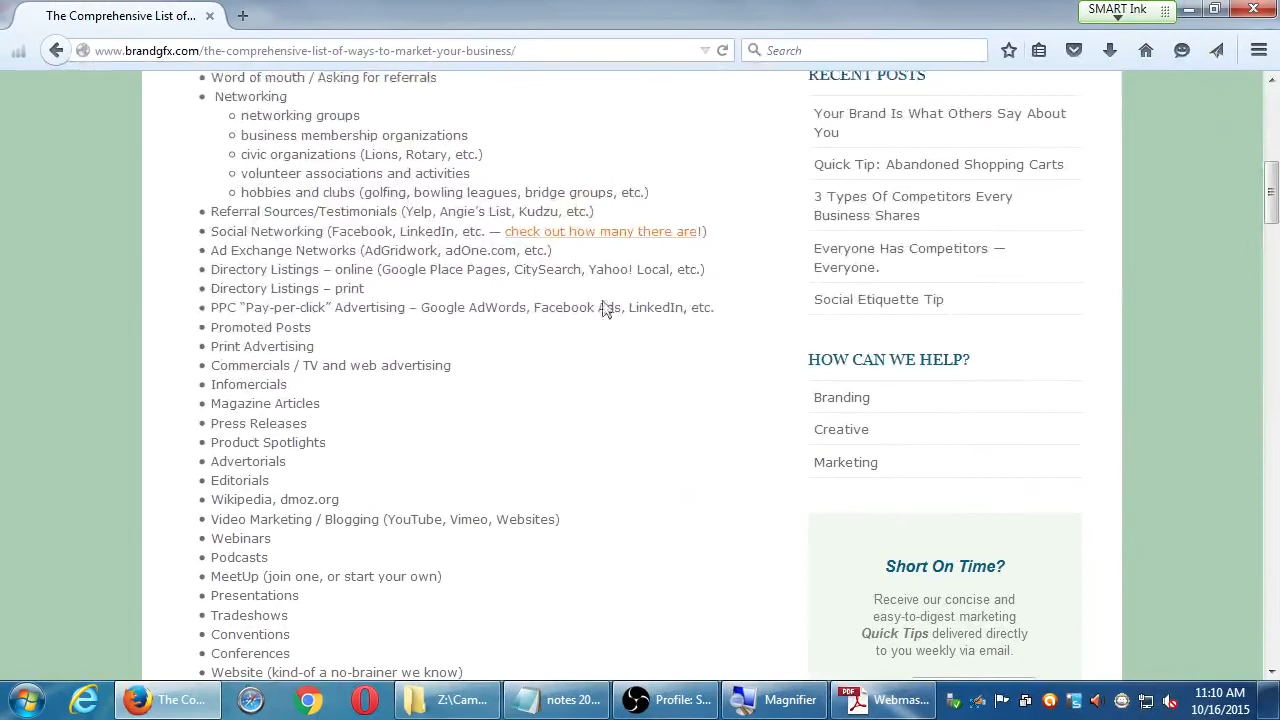 The Comprehensive List of...
SMART Ink
www.brandgfx.com/the-comprehensive-list-of-ways-to-market-your-business/
Search
Word of mouth / Asking for referrals
Networking
networking groups
business membership organizations
civic organizations (Lions, Rotary, etc.)
volunteer associations and activities
hobbies and clubs (golfing, bowling leagues, bridge groups, etc.)
Referral Sources/Testimonials (Yelp, Angie's List, Kudzu, etc.)
Social Networking (Facebook, LinkedIn, etc. — check out how many there are!)
Ad Exchange Networks (AdGridwork, adOne.com, etc.)
Directory Listings – online (Google Place Pages, CitySearch, Yahoo! Local, etc.)
Directory Listings – print
PPC “Pay-per-click” Advertising – Google AdWords, Facebook Ads, LinkedIn, etc.
Promoted Posts
Print Advertising
Commercials / TV and web advertising
Infomercials
Magazine Articles
Press Releases
Product Spotlights
Advertorials
Editorials
Wikipedia, dmoz.org
Video Marketing / Blogging (YouTube, Vimeo, Websites)
Webinars
Podcasts
MeetUp (join one, or start your own)
Presentations
Tradeshows
Conventions
Conferences
Website (kind-of a no-brainer we know)
RECENT POSTS
Your Brand Is What Others Say About
You
Quick Tip: Abandoned Shopping Carts
3 Types Of Competitors Every
Business Shares
Everyone Has Competitors —
Everyone.
Social Etiquette Tip
HOW CAN WE HELP?
Branding
Creative
Marketing
Short On Time?
Receive our concise and
easy-to-digest marketing
Quick Tips delivered directly
to you weekly via email.
The Co...
Z:\Cam...
notes 20...
Profile: S...
Magnifier
PDF
Webmas...
11:10 AM
10/16/2015